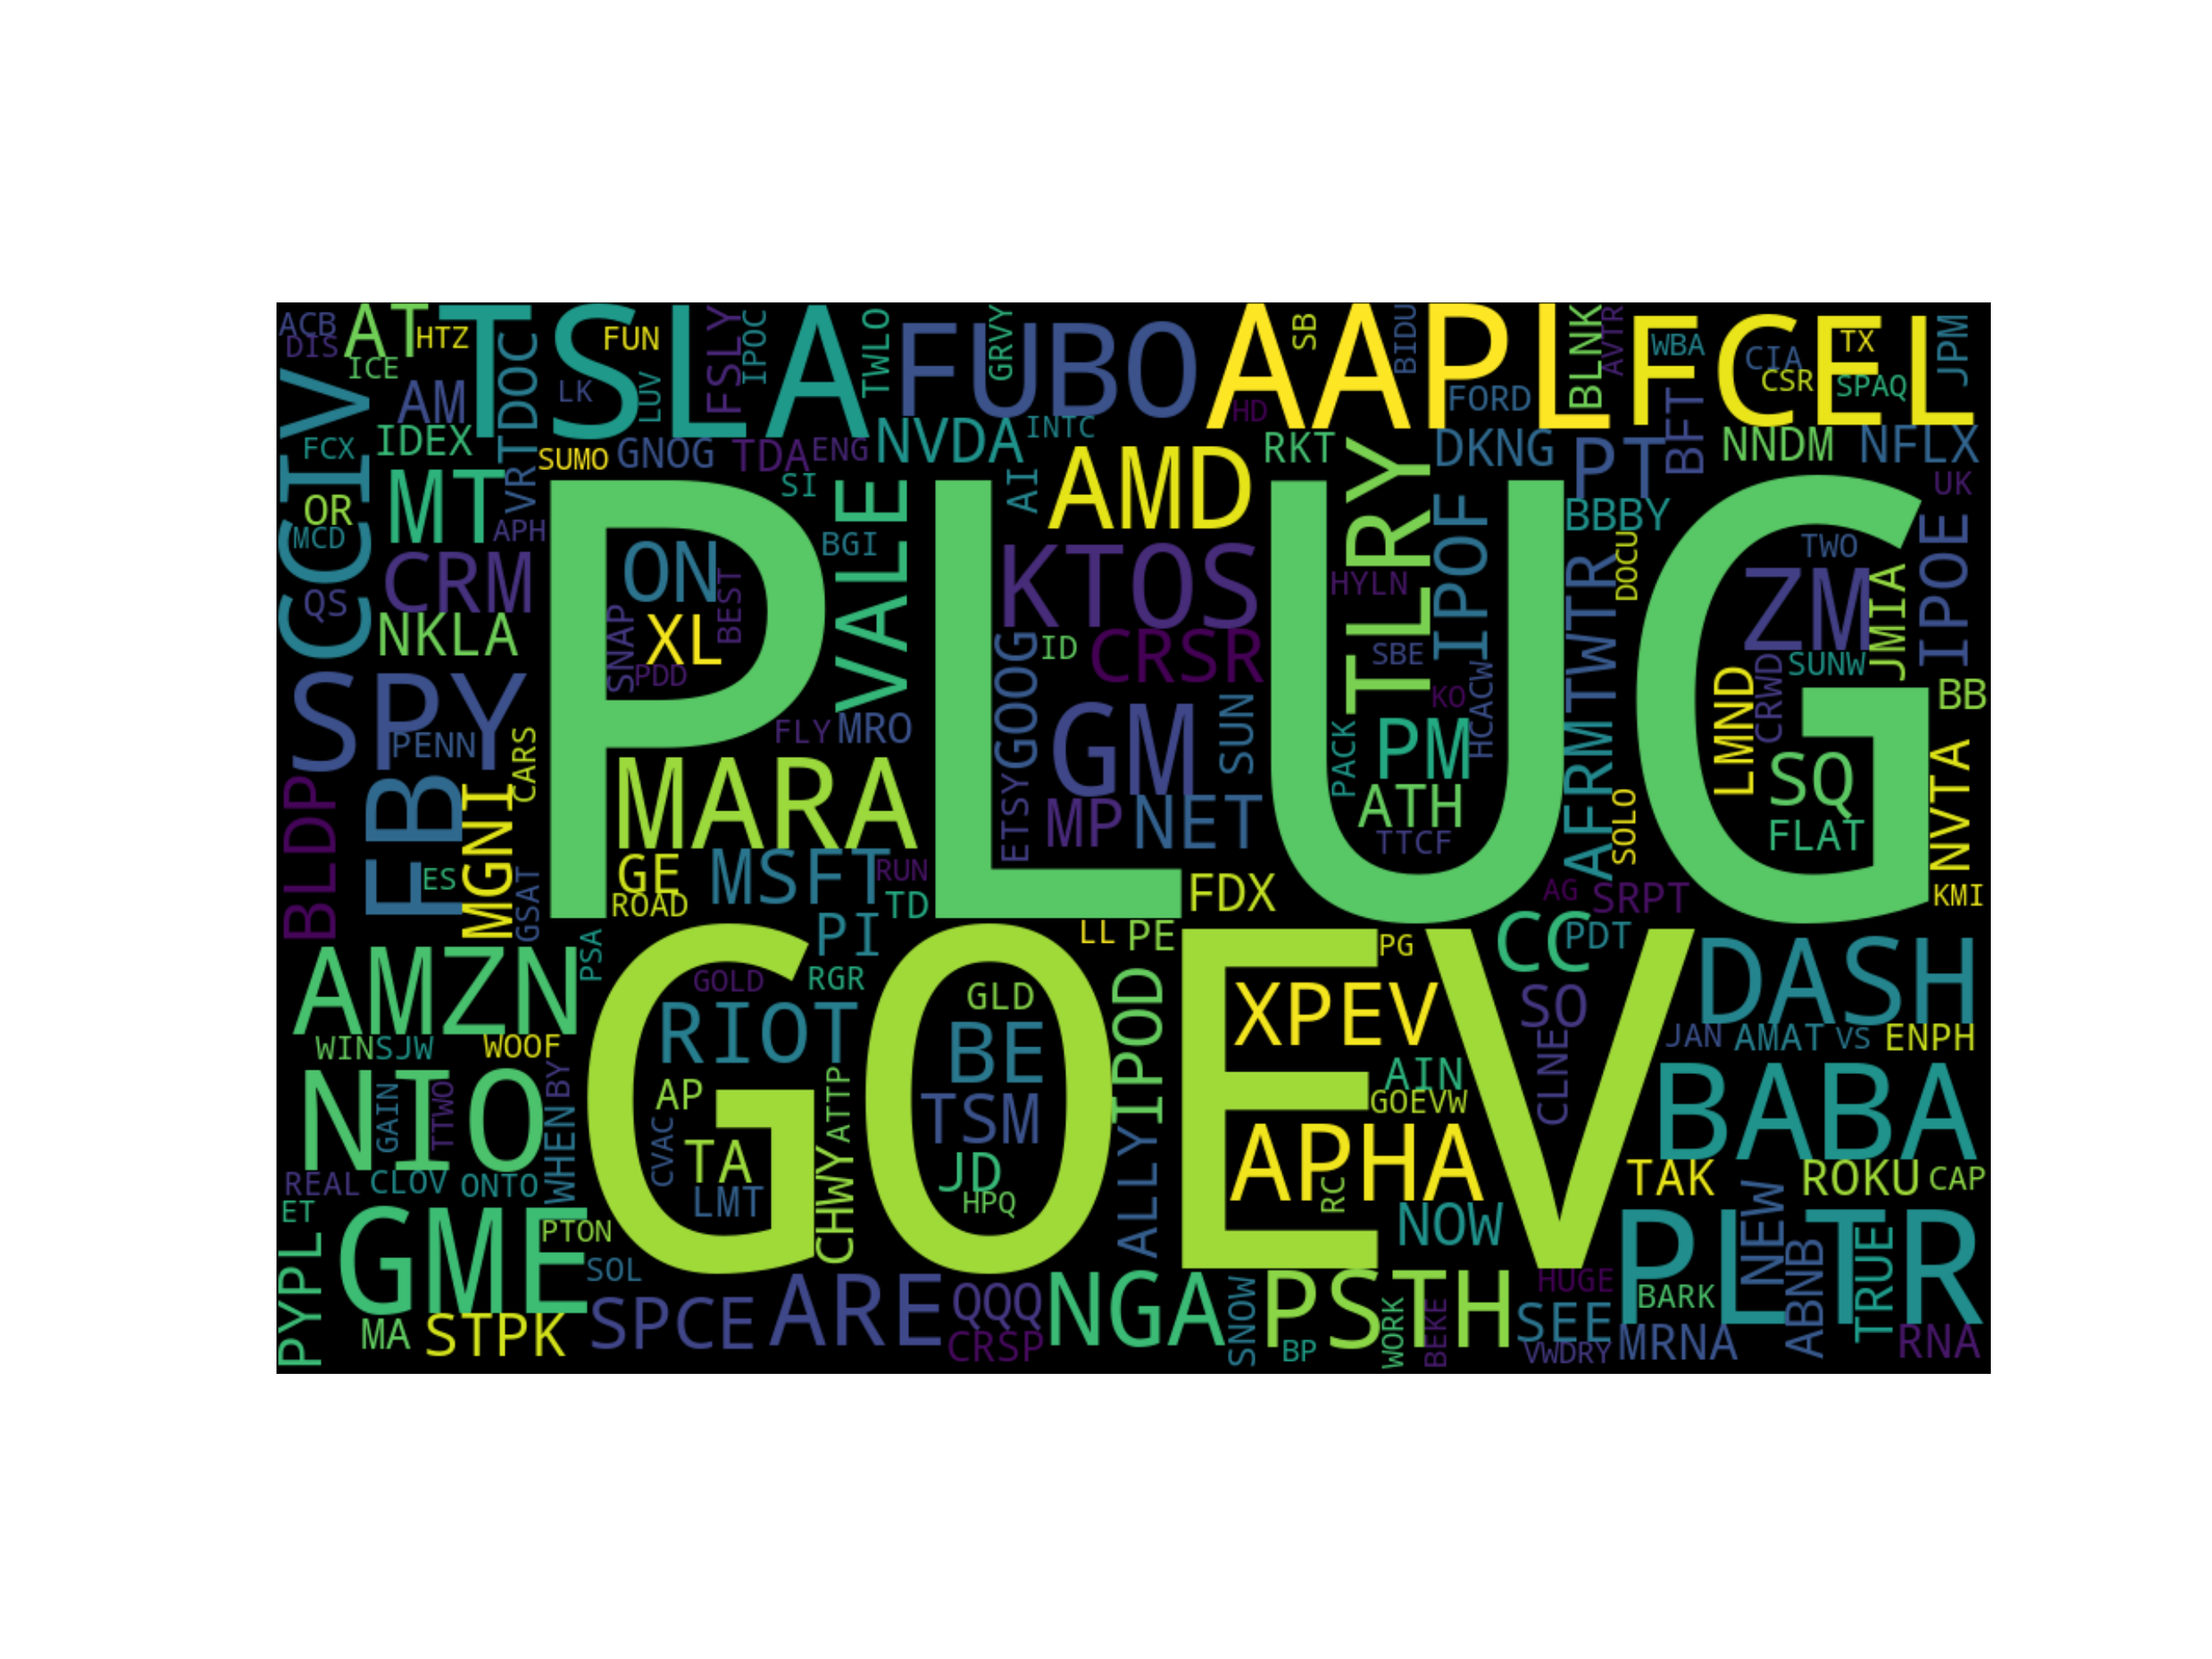 ACB
DIS
AT
HTZ
TSLA
FUN
FSLY
IPOC
TWLO
FUBO
GRVY
AAPL
SB
BIDU
BLNK
AVTR
FCEL
WBA
CIA
TX
JPM
ICE
CSR
SPAQ
AM
TDOC
LK
LUV
HD
FORD
CCIV
FCX
IDEX
VRT
SUMO
GNOG
TDA
ENG
NVDA
INTC
RKT
DKNG
PT
BFT
NNDM
NFLX
OR
MT
SI
AI
AMD
TLRY
UK
MCD
APH
PLUG
VALE
BGI
IPOF
BBBY
TWO
IPOE
QS
CRM
ON
BEST
KTOS
HYLN
TWTR
DOCU
ZM
JMIA
NKLA
XL
SNAP
PDD
GOOG
ID
CRSR
SBE
SUNW
CRWD
SPY
PENN
CARS
FLY
MRO
GM
SUN
KO
HCACW
PM
PACK
AFRM
LMND
BB
BLDP
FB
MGNI
MARA
ETSY
MP
NET
ATH
TTCF
SOLO
SQ
FLAT
NVTA
ES
GSAT
GE
MSFT
RUN
ROAD
TD
FDX
AG
SRPT
KMI
AMZN
PSA
PI
LL
PE
PG
CC
PDT
DASH
GOEV
GOLD
RGR
GLD
IPOD
XPEV
SO
WIN
SJW
WOOF
RIOT
BE
CLNE
JAN
AMAT
VS
ENPH
NIO
GAIN
TTWO
WHEN
BY
AP
ATTP
TSM
AIN
GOEVW
BABA
CVAC
TA
CHWY
JD
ALLY
APHA
TAK
ROKU
CAP
REAL
CLOV
ONTO
LMT
HPQ
RC
ET
GME
PTON
NOW
PLTR
NEW
PYPL
SOL
HUGE
BARK
ABNB
TRUE
MA
STPK
SPCE
ARE
QQQ
CRSP
NGA
SNOW
PSTH
BP
WORK
BEKE
SEE
VWDRY
MRNA
RNA